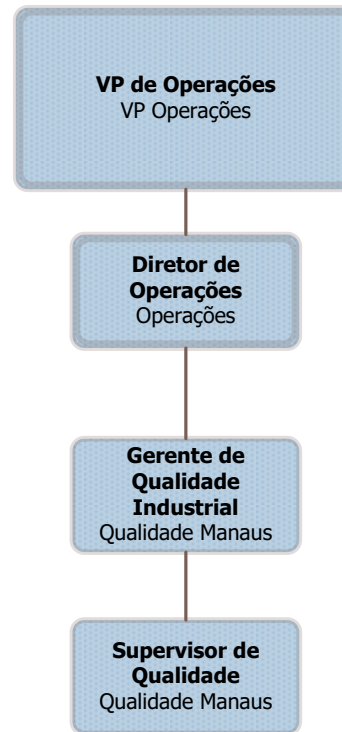 VP de Operações
VP Operações
Diretor de
Operações
Operações
Gerente de
Qualidade
Industrial
Qualidade Manaus
Supervisor de
Qualidade
Qualidade Manaus